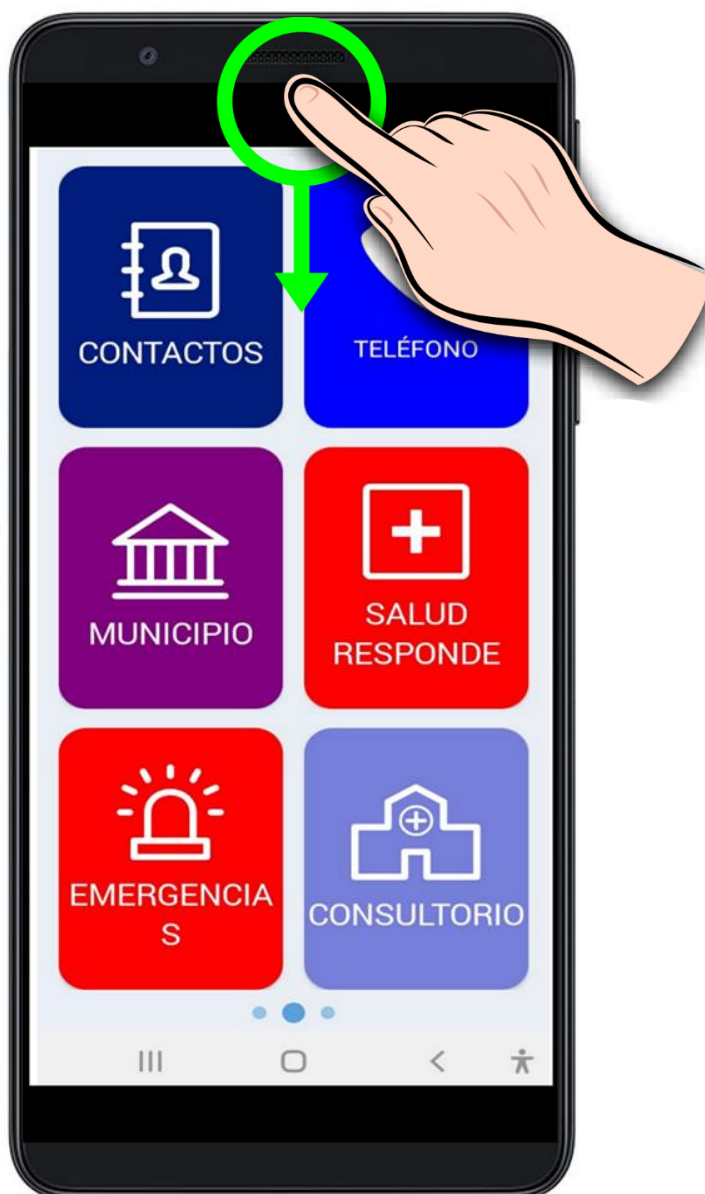 CONTACTOS
TELÉFONO
MUNICIPIO
SALUD
RESPONDE
EMERGENCIA
S
CONSULTORIO